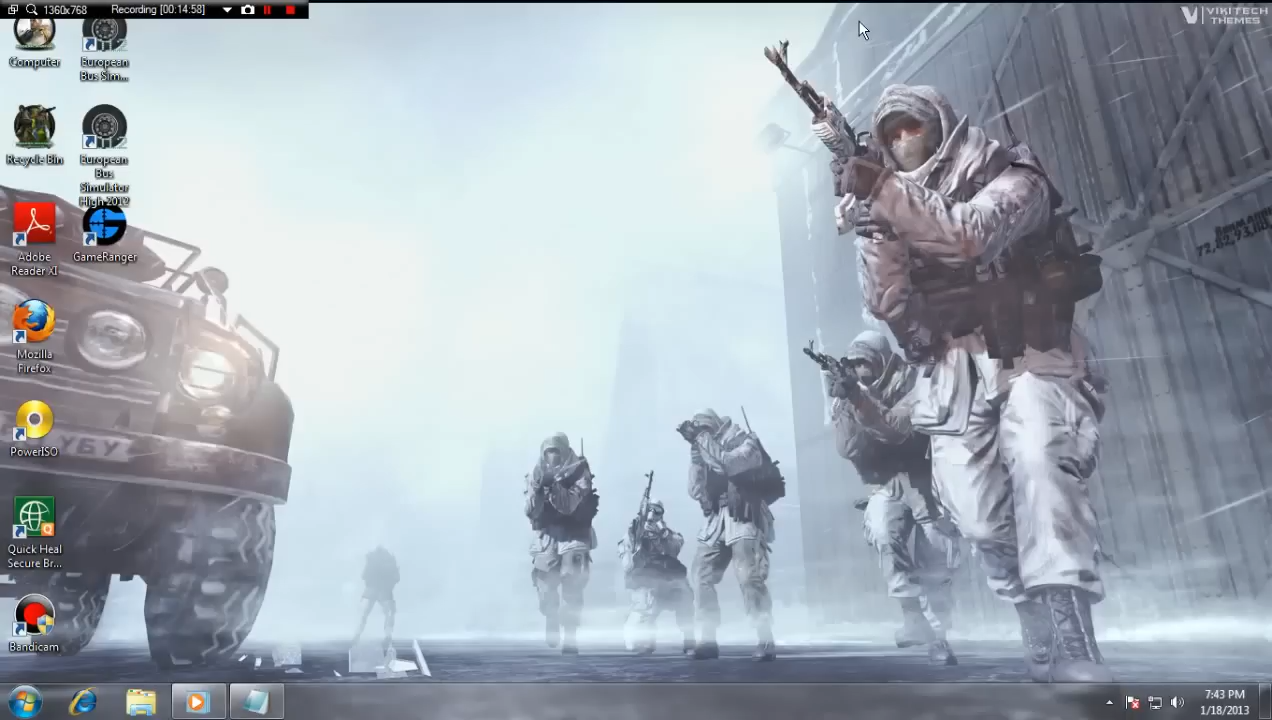 1360x768
Recording [00:14:58]
VIKITECH
THEMES
Computer
European
Bus Sim...
Recycle Bin
European
Bus
Simulator
High 2012
Adobe
Reader XI
GameRanger
Mozilla
Firefox
PowerISO
УБУ
Quick Heal
Secure Br...
Bandicam
7:43 PM
1/18/2013